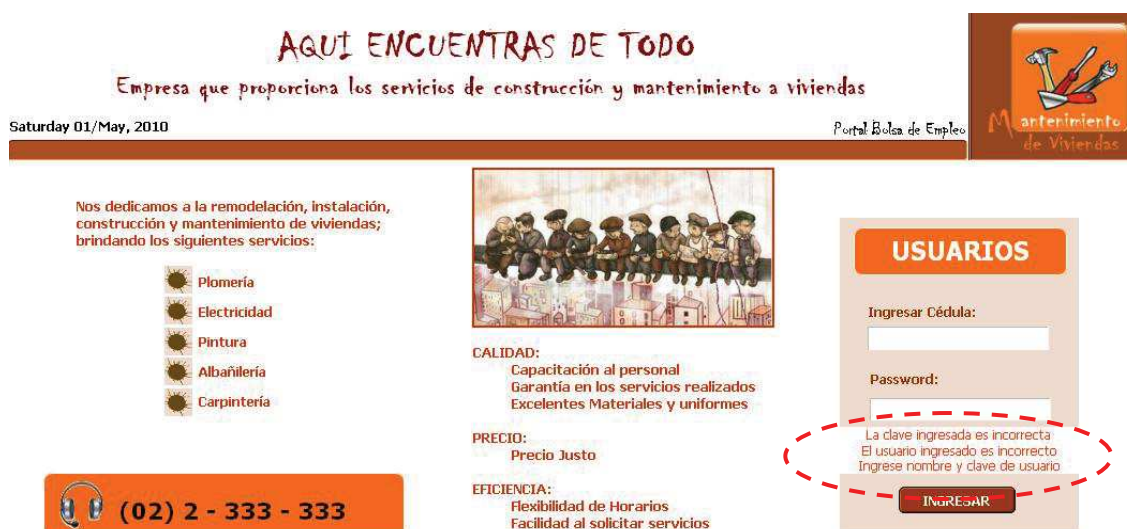 AQUI ENCUENTRAS DE TODO
Empresa que proporciona los servicios de construcción y mantenimiento a viviendas
Saturday 01/May, 2010
Portal Bolsa de Empleo
Mantenimiento
de Viviendas
Nos dedicamos a la remodelación, instalación,
construcción y mantenimiento de viviendas;
brindando los siguientes servicios:
Plomería
Electricidad
Pintura
Albañilería
Carpintería
(02) 2 - 333 - 333
CALIDAD:
Capacitación al personal
Garantía en los servicios realizados
Excelentes Materiales y uniformes
PRECIO:
Precio Justo
EFICIENCIA:
Flexibilidad de Horarios
Facilidad al solicitar servicios
USUARIOS
Ingresar Cédula:
Password:
La clave ingresada es incorrecta
El usuario ingresado es incorrecto
Ingrese nombre y clave de usuario
INGRESAR